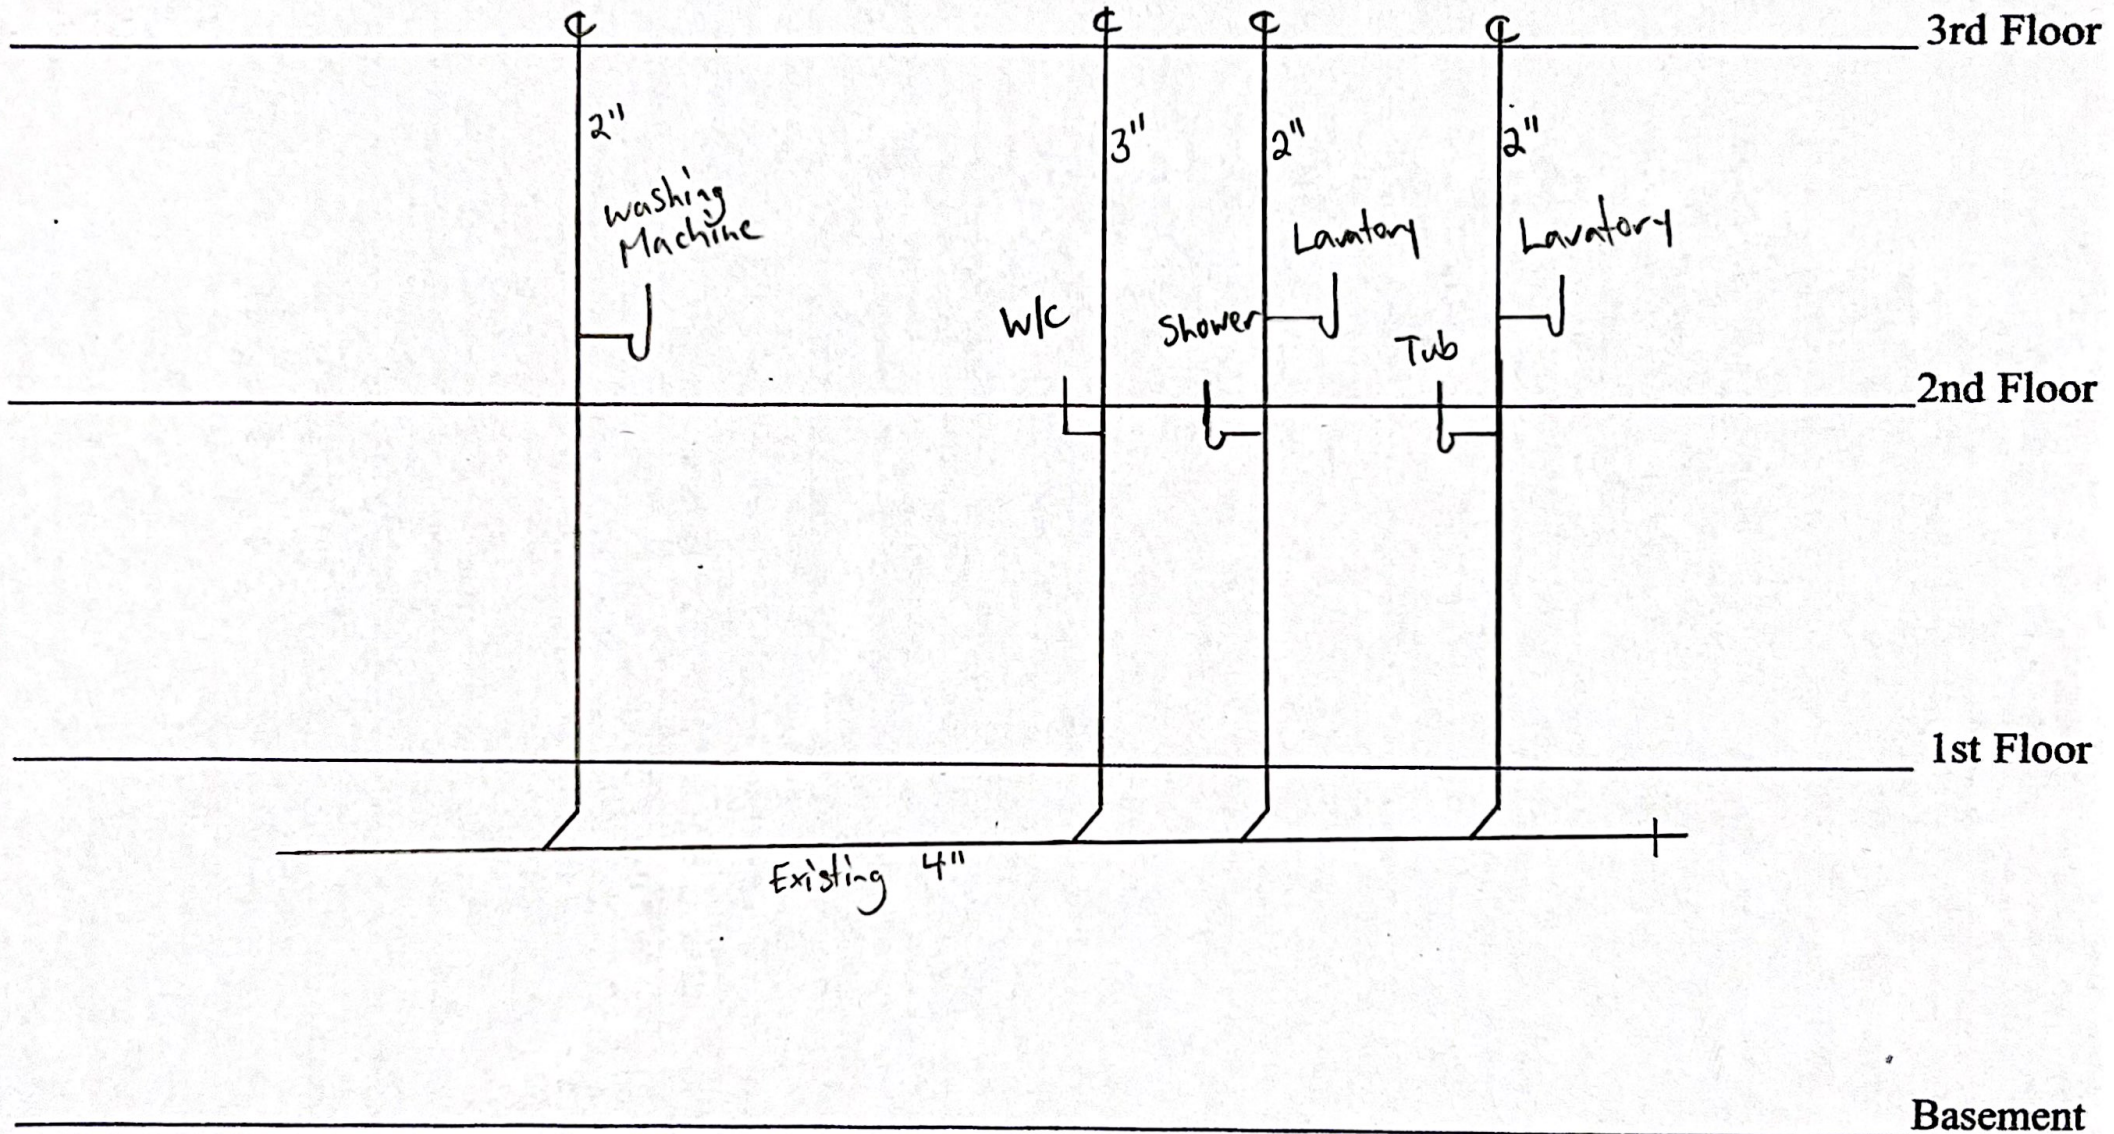 ℄
℄
℄
℄
3rd Floor
2"
3"
2"
2"
Washing
Machine
Lavatory
Lavatory
W/C
Shower
Tub
2nd Floor
1st Floor
Existing 4"
Basement